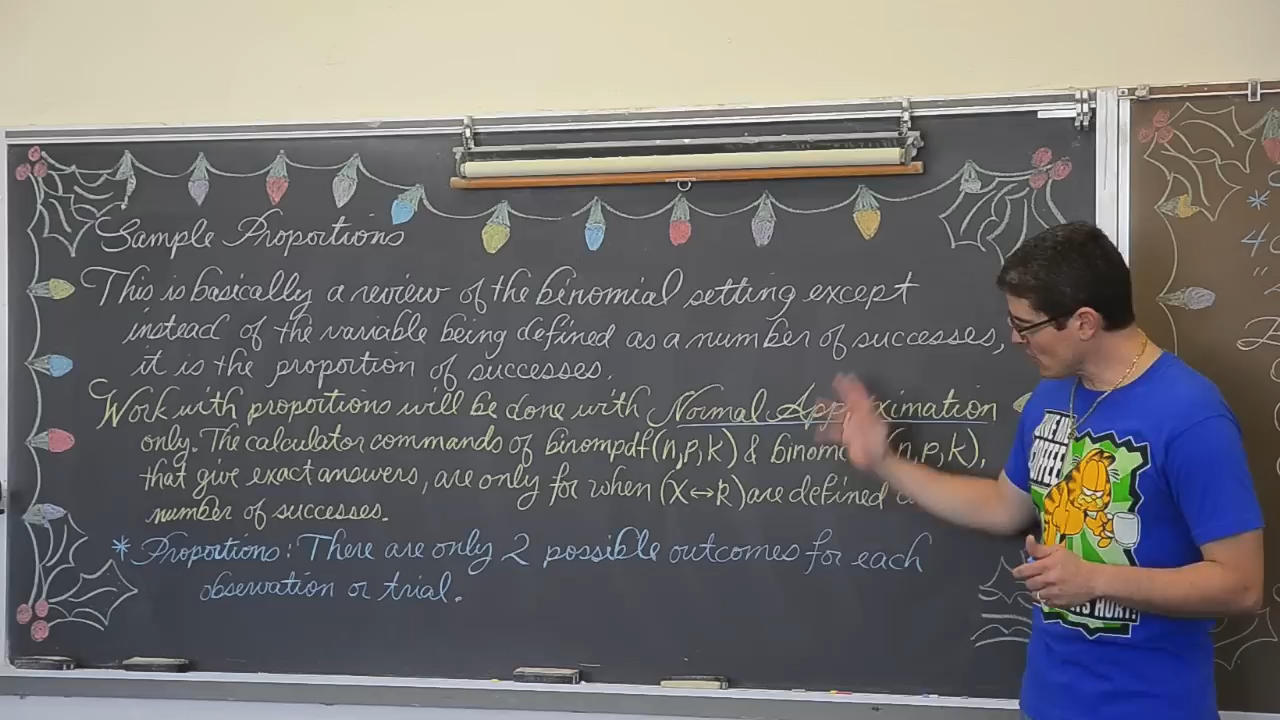 Sample Proportions
This is basically a review of the binomial setting except
instead of the variable being defined as a number of successes,
it is the proportion of successes.
Work with proportions will be done with Normal Approximation
only. The calculator commands of binompdf(n,p,k) & (n,p,k),
that give exact answers, are only for when (X↔R) are defined
number of successes.
* Proportions: There are only 2 possible outcomes for each
observation or trial.
COFFEE
HURT!
*
4
"